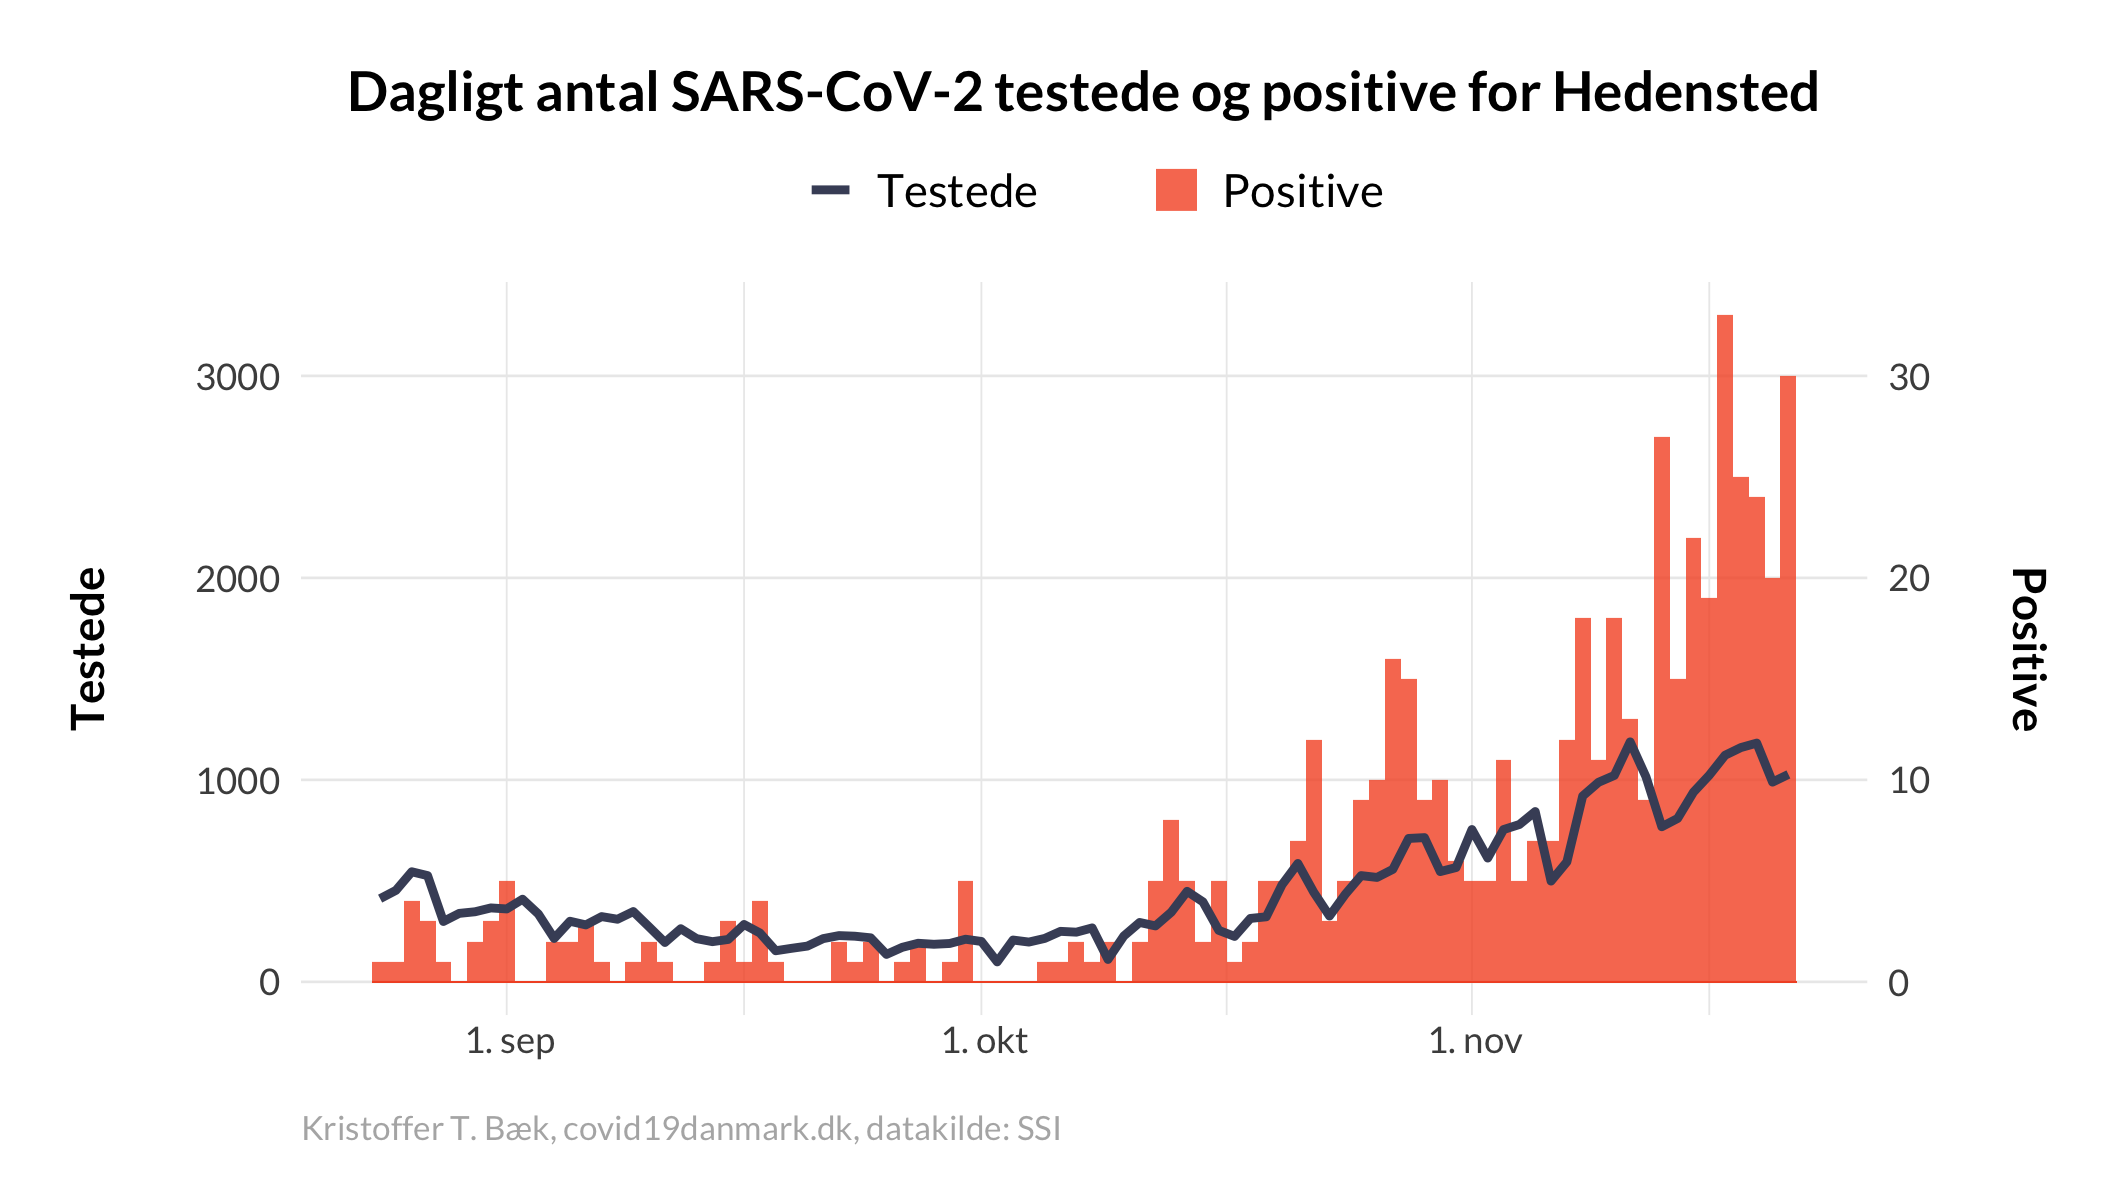 Dagligt antal SARS-CoV-2 testede og positive for Hedensted
Testede
Positive
3000
2000
1000
0
Testede
30
20
10
0
Positive
1. sep
1. okt
1. nov
Kristoffer T. Bæk, covid19danmark.dk, datakilde: SSI